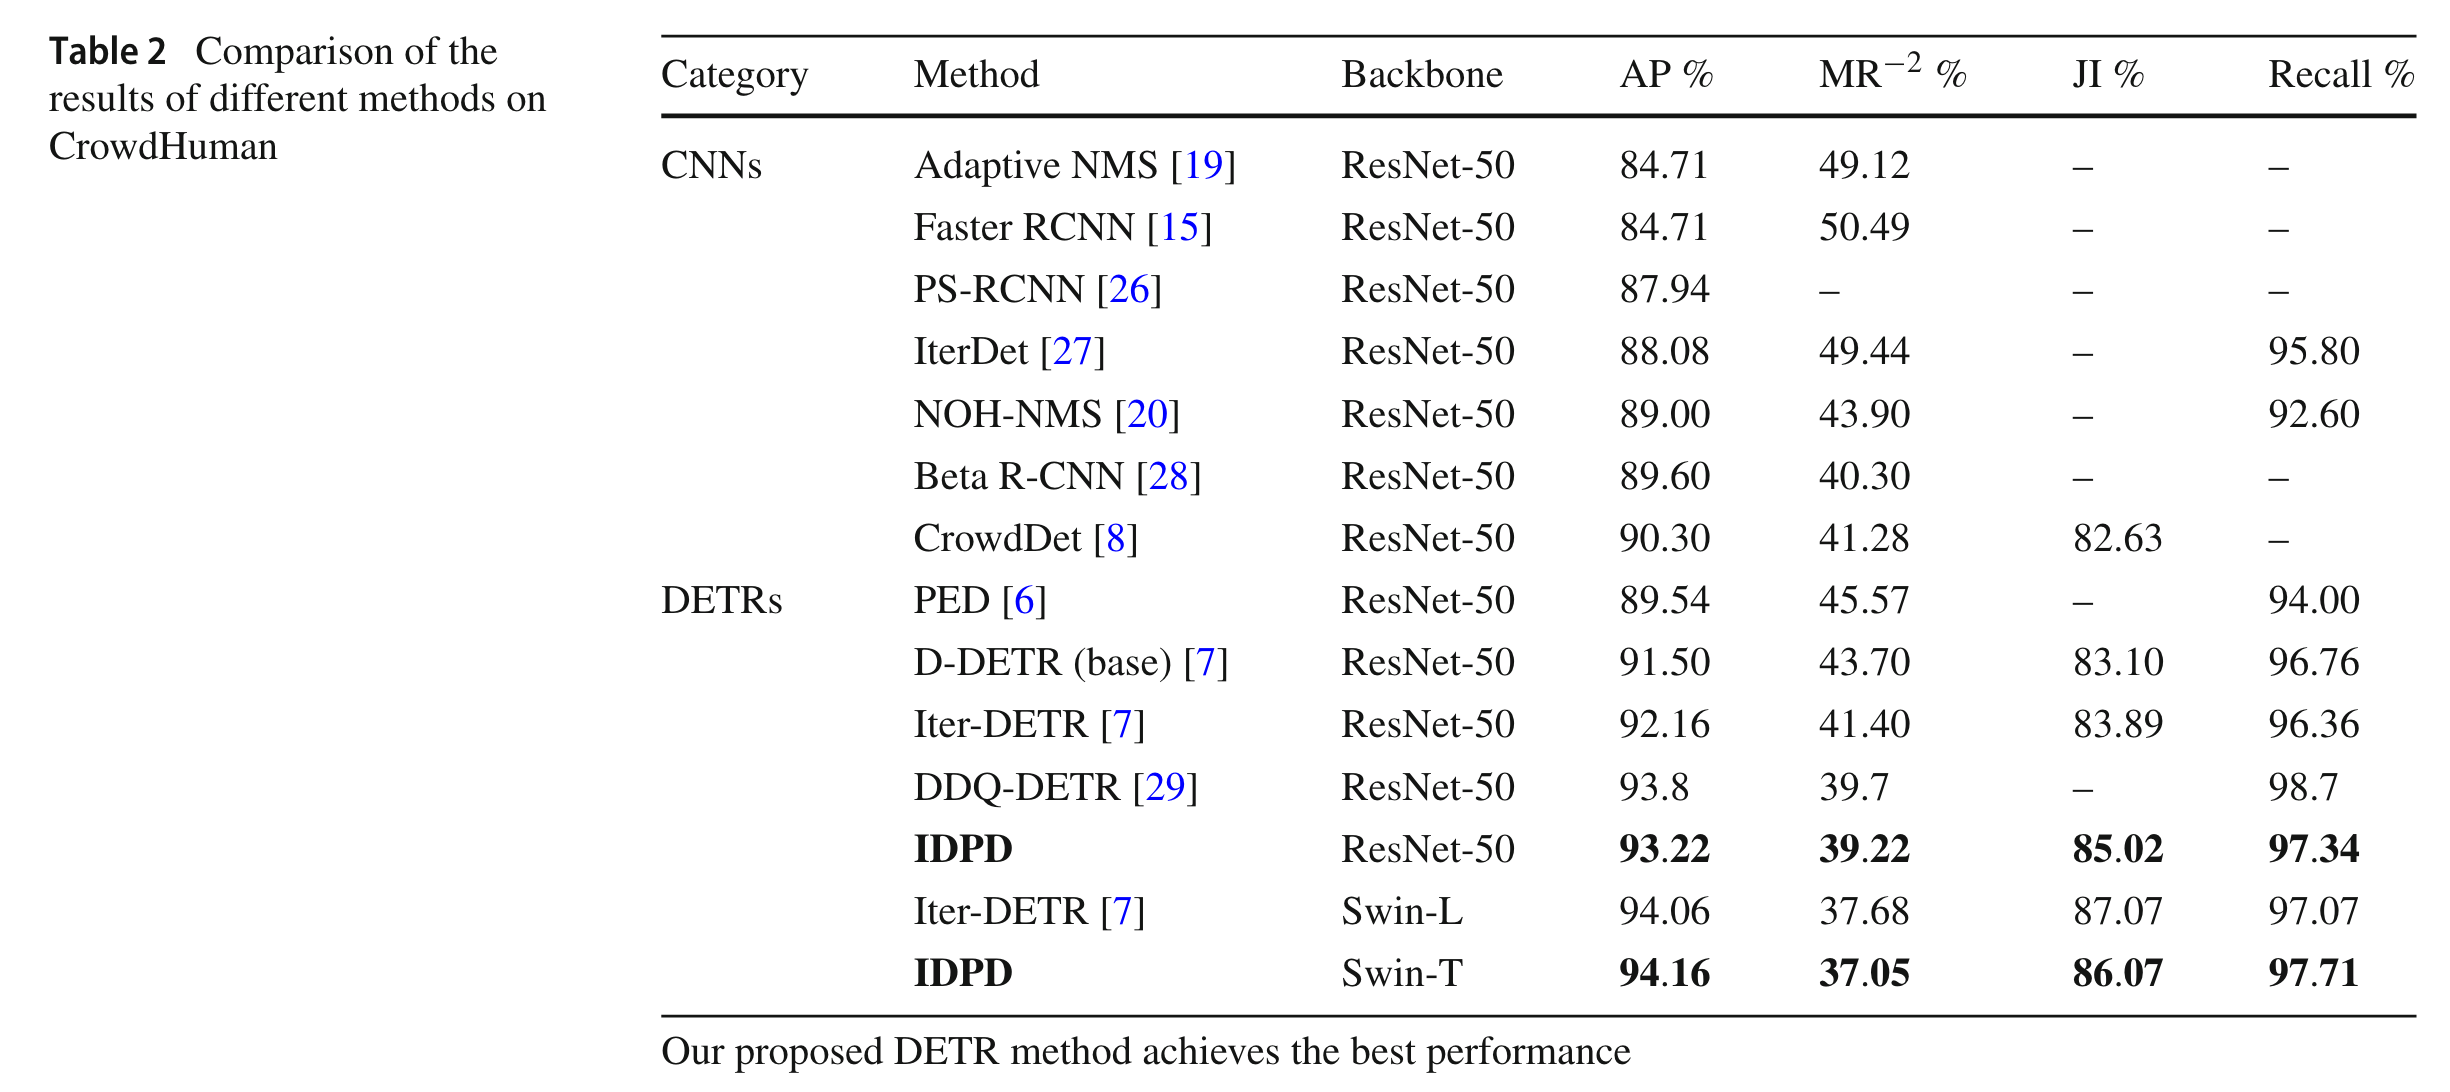 Table 2 Comparison of the
results of different methods on
CrowdHuman
Category Method Backbone AP % MR⁻² % JI % Recall %
CNNs Adaptive NMS [19] ResNet-50 84.71 49.12 – –
Faster RCNN [15] ResNet-50 84.71 50.49 – –
PS-RCNN [26] ResNet-50 87.94 – – –
IterDet [27] ResNet-50 88.08 49.44 – 95.80
NOH-NMS [20] ResNet-50 89.00 43.90 – 92.60
Beta R-CNN [28] ResNet-50 89.60 40.30 – –
CrowdDet [8] ResNet-50 90.30 41.28 82.63 –
DETRs PED [6] ResNet-50 89.54 45.57 – 94.00
D-DETR (base) [7] ResNet-50 91.50 43.70 83.10 96.76
Iter-DETR [7] ResNet-50 92.16 41.40 83.89 96.36
DDQ-DETR [29] ResNet-50 93.8 39.7 – 98.7
IDPD ResNet-50 93.22 39.22 85.02 97.34
Iter-DETR [7] Swin-L 94.06 37.68 87.07 97.07
IDPD Swin-T 94.16 37.05 86.07 97.71
Our proposed DETR method achieves the best performance